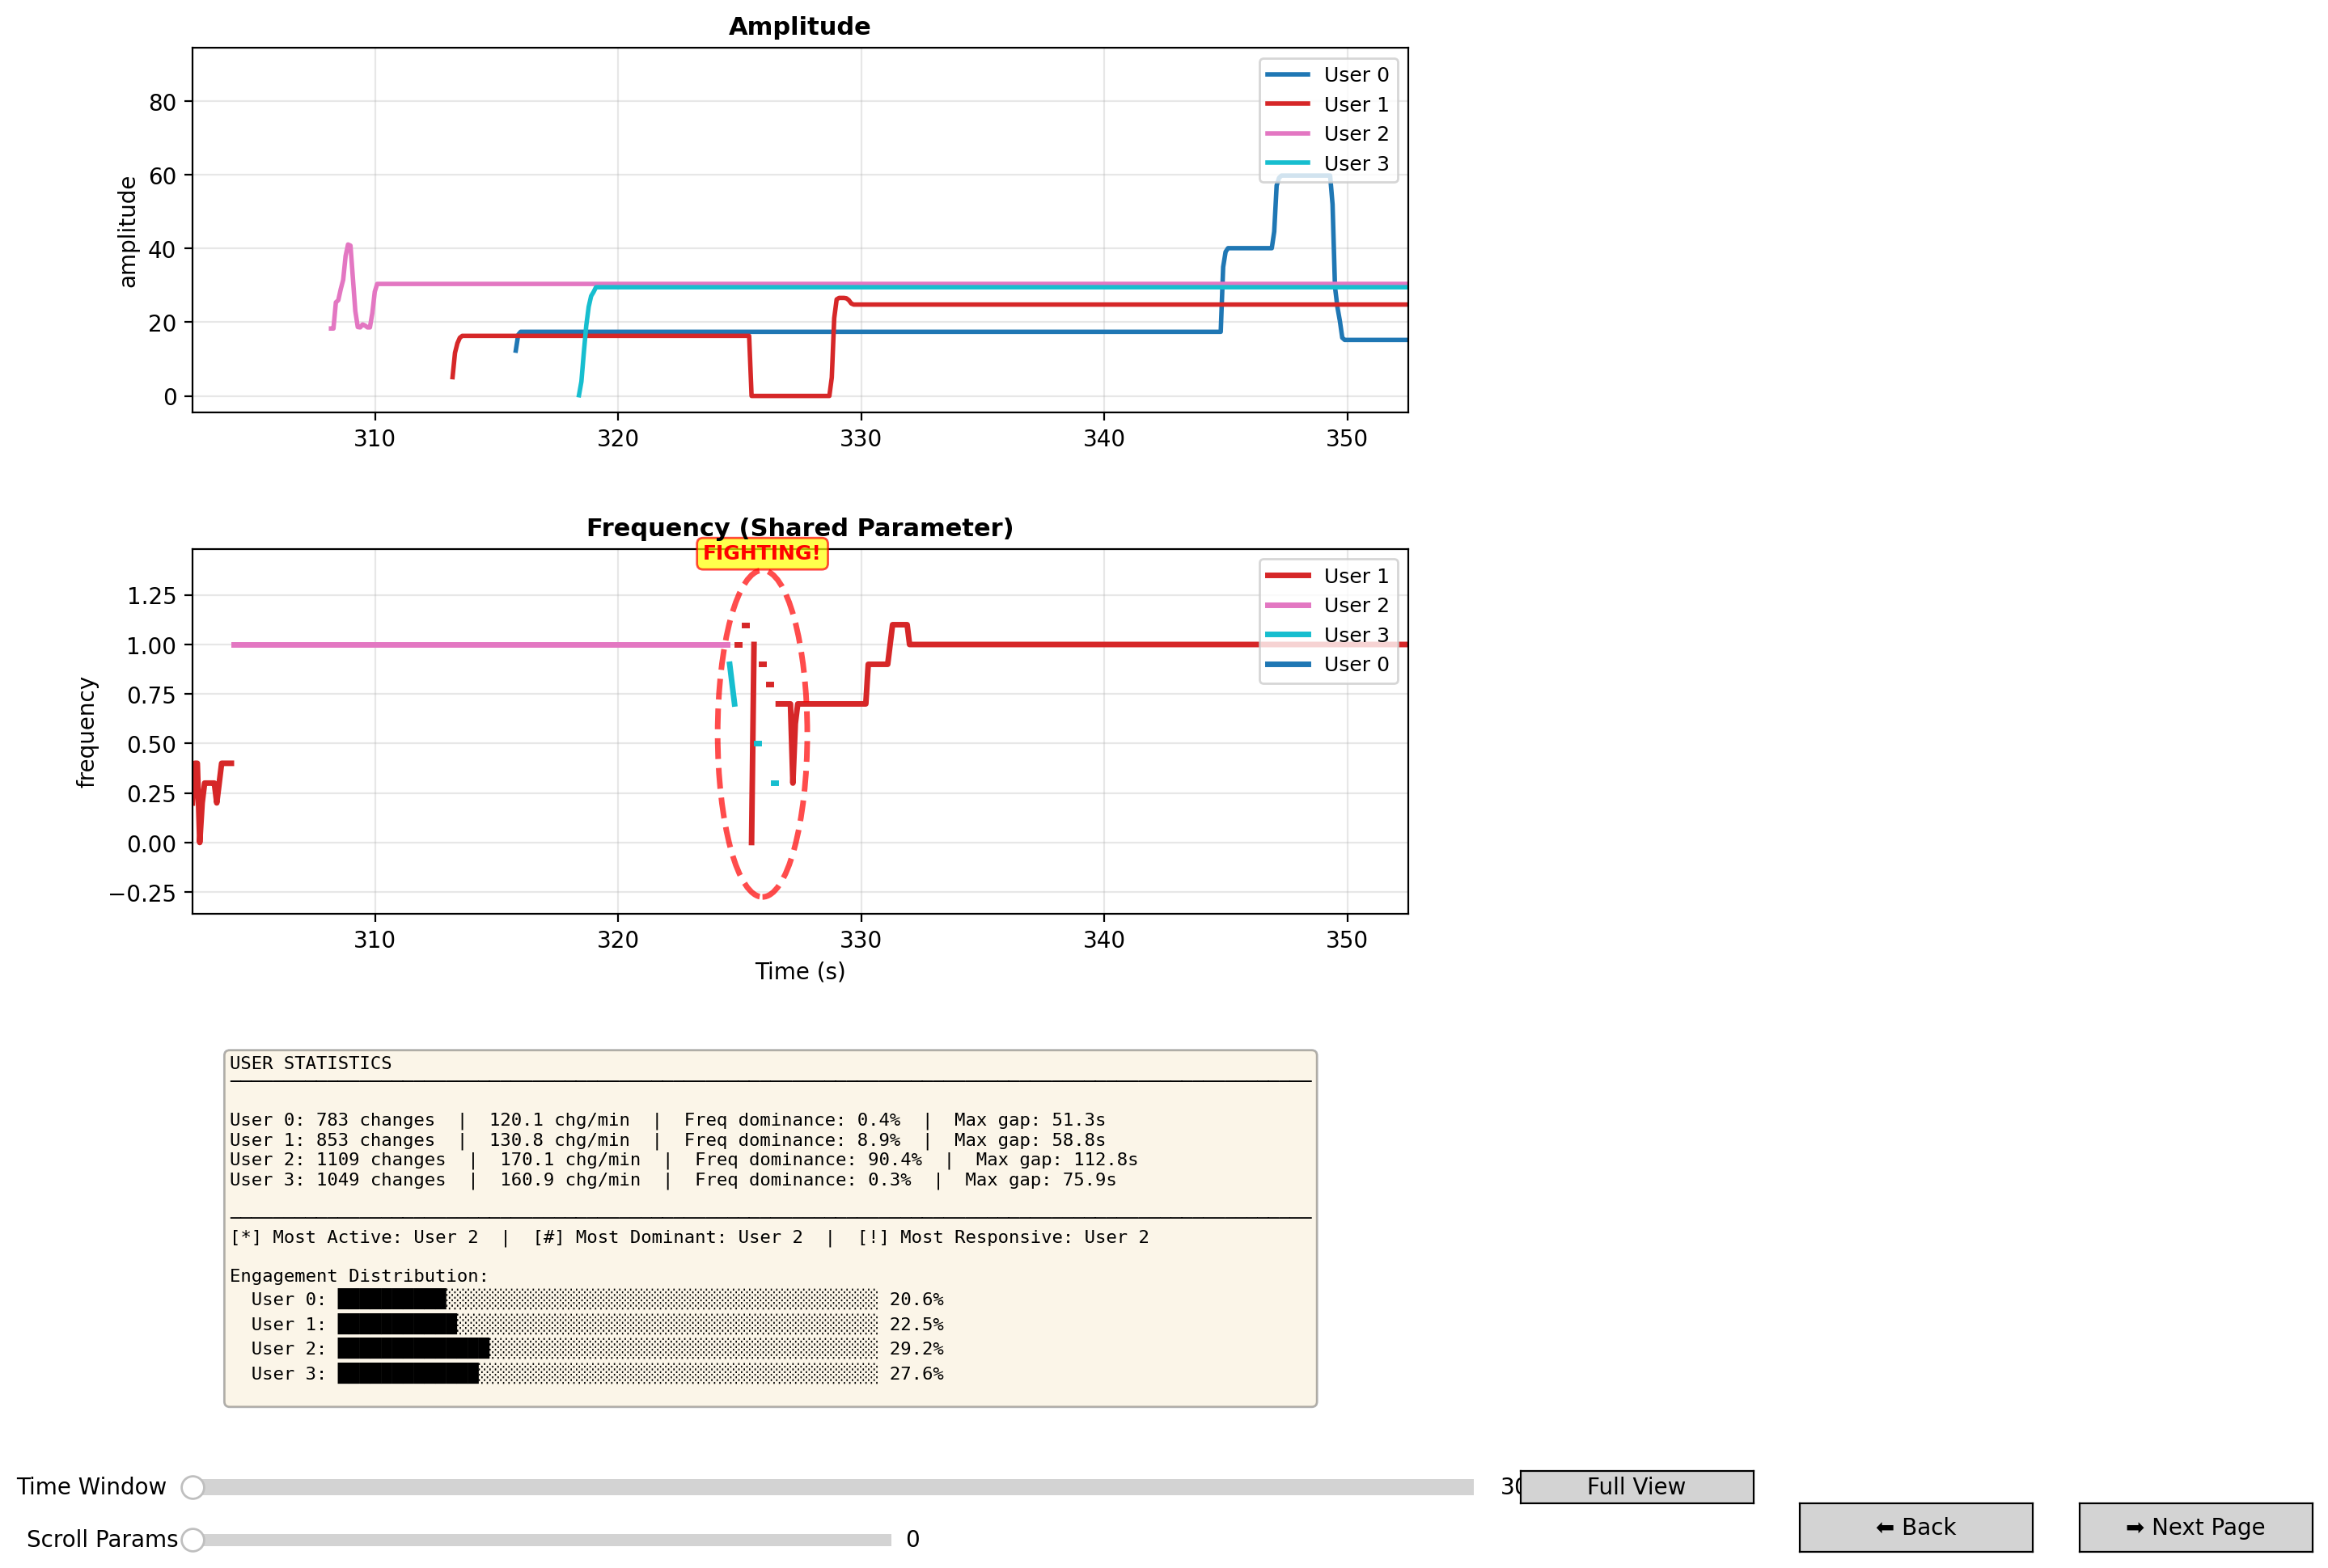 Amplitude
amplitude
80
60
40
20
0
310 320 330 340 350
User 0
User 1
User 2
User 3
Frequency (Shared Parameter)
FIGHTING!
frequency
1.25
1.00
0.75
0.50
0.25
0.00
−0.25
310 320 330 340 350
Time (s)
User 1
User 2
User 3
User 0
USER STATISTICS
User 0: 783 changes | 120.1 chg/min | Freq dominance: 0.4% | Max gap: 51.3s
User 1: 853 changes | 130.8 chg/min | Freq dominance: 8.9% | Max gap: 58.8s
User 2: 1109 changes | 170.1 chg/min | Freq dominance: 90.4% | Max gap: 112.8s
User 3: 1049 changes | 160.9 chg/min | Freq dominance: 0.3% | Max gap: 75.9s
[*] Most Active: User 2 | [#] Most Dominant: User 2 | [!] Most Responsive: User 2
Engagement Distribution:
User 0: 20.6%
User 1: 22.5%
User 2: 29.2%
User 3: 27.6%
Time Window
Full View
Scroll Params 0
⬅ Back
➡ Next Page